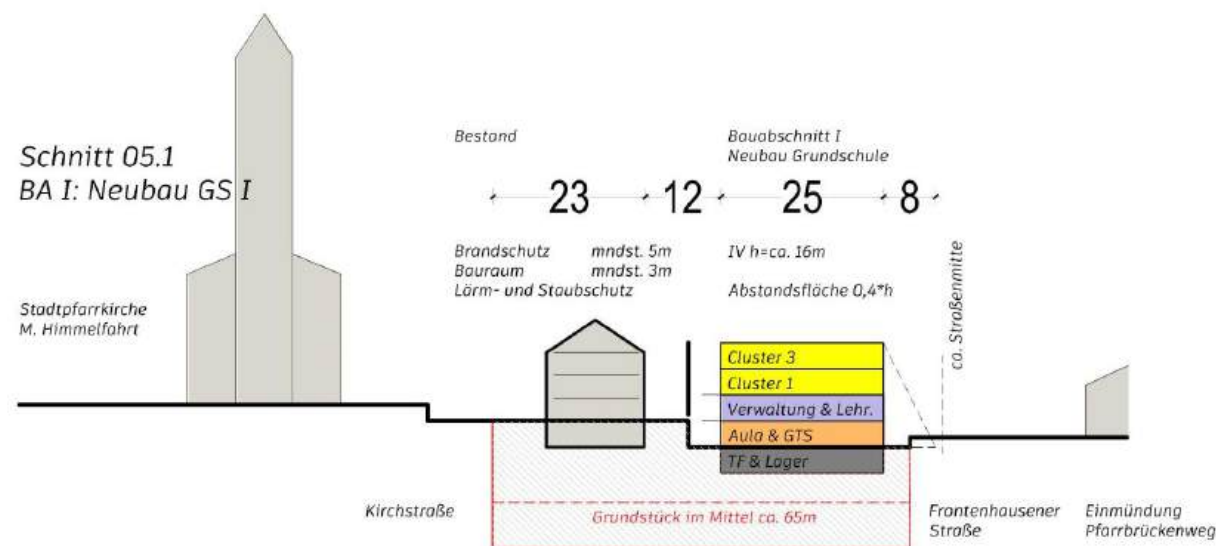 Schnitt 05.1
BA I: Neubau GS I
Stadtpfarrkirche
M. Himmelfahrt
Bestand
Bauabschnitt I
Neubau Grundschule
23 12 25 8
Brandschutz mndst. 5m
Bauraum mndst. 3m
Lärm- und Staubschutz
IV h=ca. 16m
Abstandsfläche 0,4*h
ca. Straßenmitte
Cluster 3
Cluster 1
Verwaltung & Lehr.
Aula & GTS
TF & Lager
Kirchstraße
Grundstück im Mittel ca. 65m
Frontenhausener
Straße
Einmündung
Pfarrbrückenweg